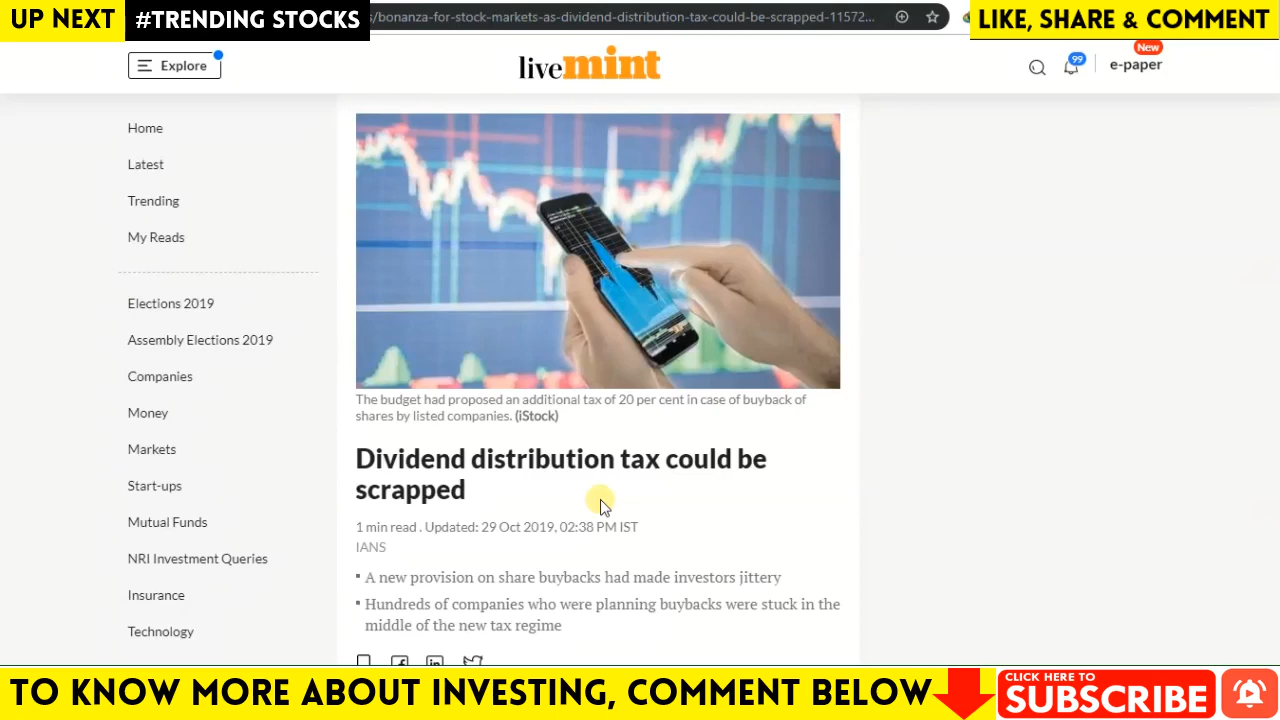 UP NEXT #TRENDING STOCKS
s/bonanza-for-stock-markets-as-dividend-distribution-tax-could-be-scrapped-11572...
LIKE, SHARE & COMMENT
Explore
livemint
99
New
e-paper
Home
Latest
Trending
My Reads
Elections 2019
Assembly Elections 2019
Companies
Money
Markets
Start-ups
Mutual Funds
NRI Investment Queries
Insurance
Technology
The budget had proposed an additional tax of 20 per cent in case of buyback of
shares by listed companies. (iStock)
Dividend distribution tax could be
scrapped
1 min read . Updated: 29 Oct 2019, 02:38 PM IST
IANS
▪ A new provision on share buybacks had made investors jittery
▪ Hundreds of companies who were planning buybacks were stuck in the
middle of the new tax regime
TO KNOW MORE ABOUT INVESTING, COMMENT BELOW
CLICK HERE TO
SUBSCRIBE